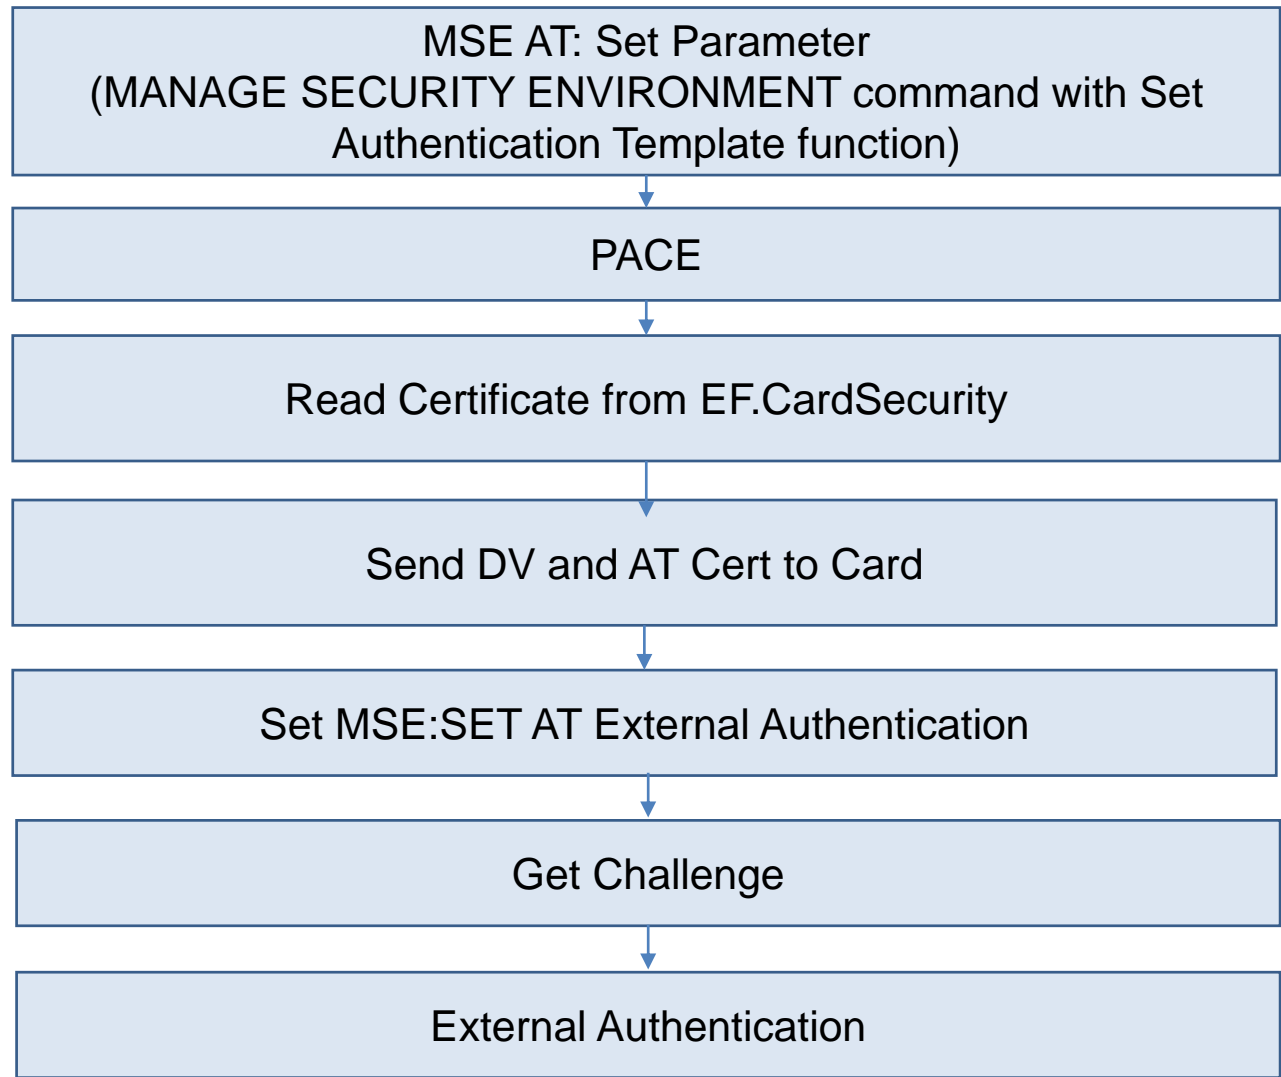 MSE AT: Set Parameter
(MANAGE SECURITY ENVIRONMENT command with Set
Authentication Template function)
PACE
Read Certificate from EF.CardSecurity
Send DV and AT Cert to Card
Set MSE:SET AT External Authentication
Get Challenge
External Authentication